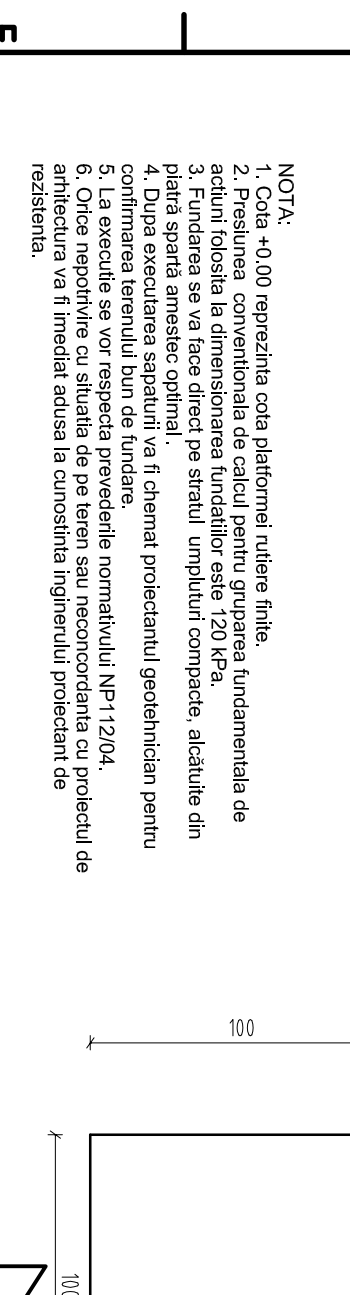 NOTA:
1. Cota +0.00 reprezinta cota platformei rutiere finite.
2. Presiunea conventionala de calcul pentru gruparea fundamentala de
actiuni folosita la dimensionarea fundatiilor este 120 kPa.
3. Fundarea se va face direct pe stratul umpluturi compacte, alcătuite din
piatră spartă amestec optimal.
4. Dupa executarea sapaturii va fi chemat proiectantul geotehnician pentru
confirmarea terenului bun de fundare.
5. La executie se vor respecta prevederile normativului NP112/04.
6. Orice nepotrivire cu situatia de pe teren sau neconcordanta cu proiectul de
arhitectura va fi imediat adusa la cunostinta inginerului proiectant de
rezistenta.
100
100